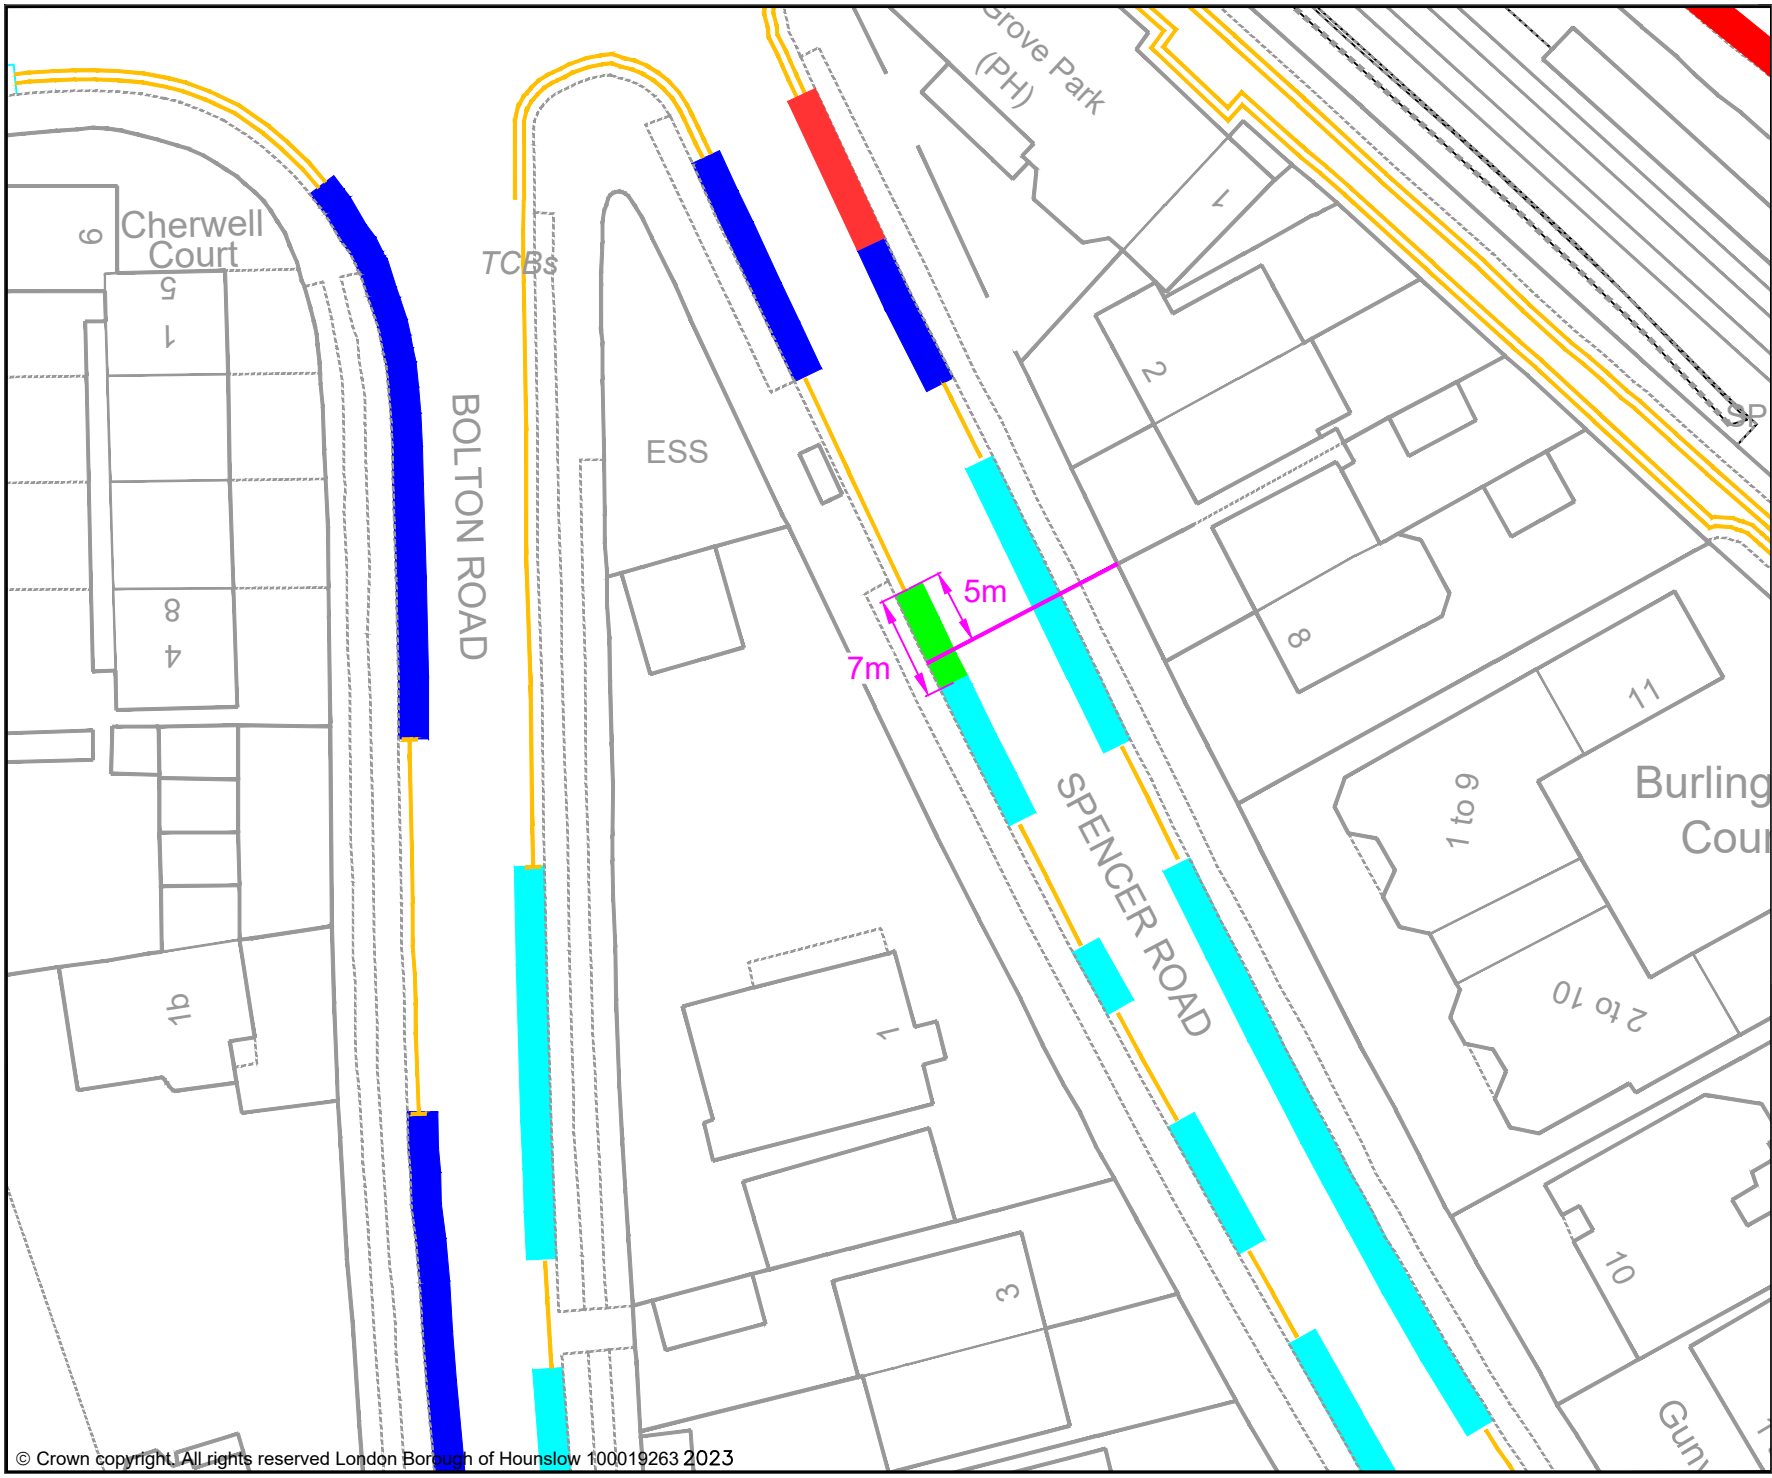 Grove Park
(PH)
1
9
Cherwell
Court
5
1
TCBs
2
SP
BOLTON ROAD
ESS
5m
7m
8
4
8
11
1 to 9
Burling
Cour
SPENCER ROAD
2 to 10
1b
1
10
3
© Crown copyright. All rights reserved London Borough of Hounslow 100019263 2023